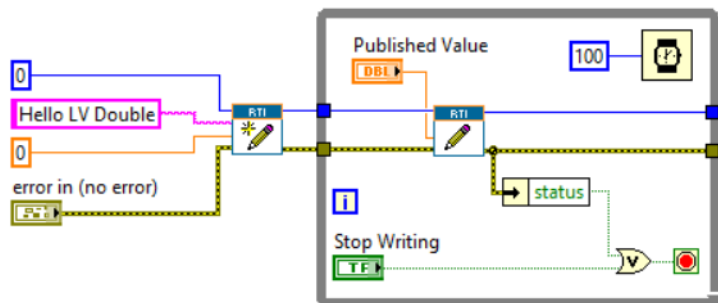 Published Value
DBL
100
0
RTI
Hello LV Double
RTI
0
error in (no error)
status
i
Stop Writing
TF
V